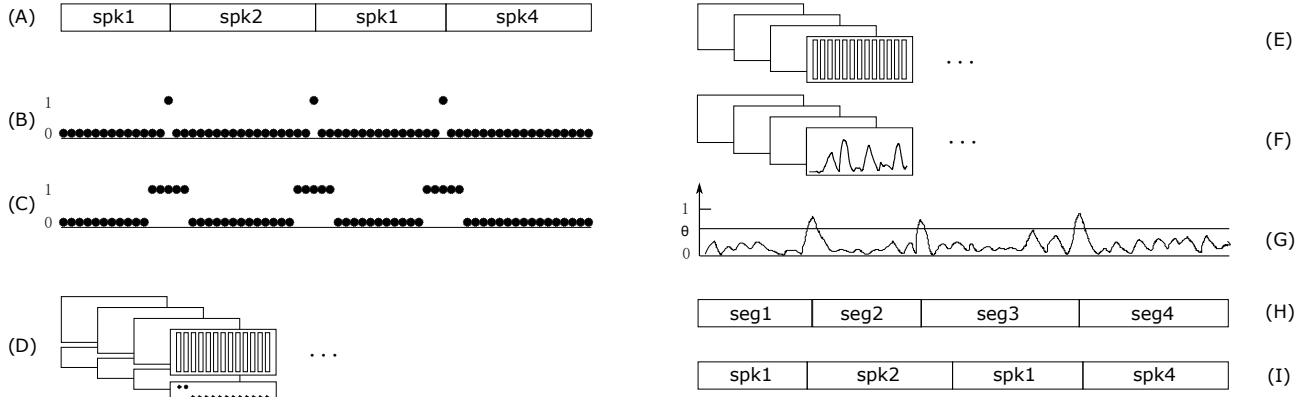 (A) spk1 spk2 spk1 spk4
(B) 1 0
(C) 1 0
(D) ...
(E) ...
(F) ...
(G) 1 θ 0
(H) seg1 seg2 seg3 seg4
(I) spk1 spk2 spk1 spk4